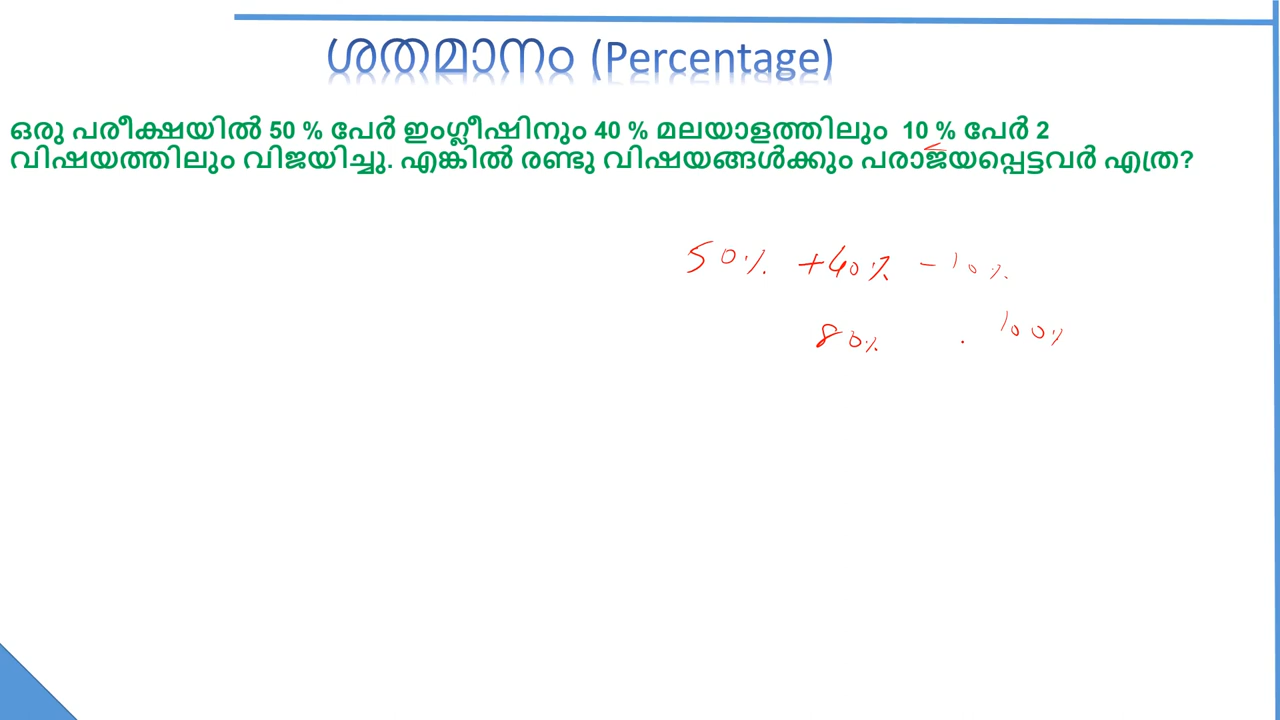 ശതമാനം (Percentage)
ഒരു പരീക്ഷയിൽ 50 % പേർ ഇംഗ്ലീഷിനും 40 % മലയാളത്തിലും 10 % പേർ 2
വിഷയത്തിലും വിജയിച്ചു. എങ്കിൽ രണ്ടു വിഷയങ്ങൾക്കും പരാജയപ്പെട്ടവർ എത്ര?
50% +40% - 10%
80% . 100%